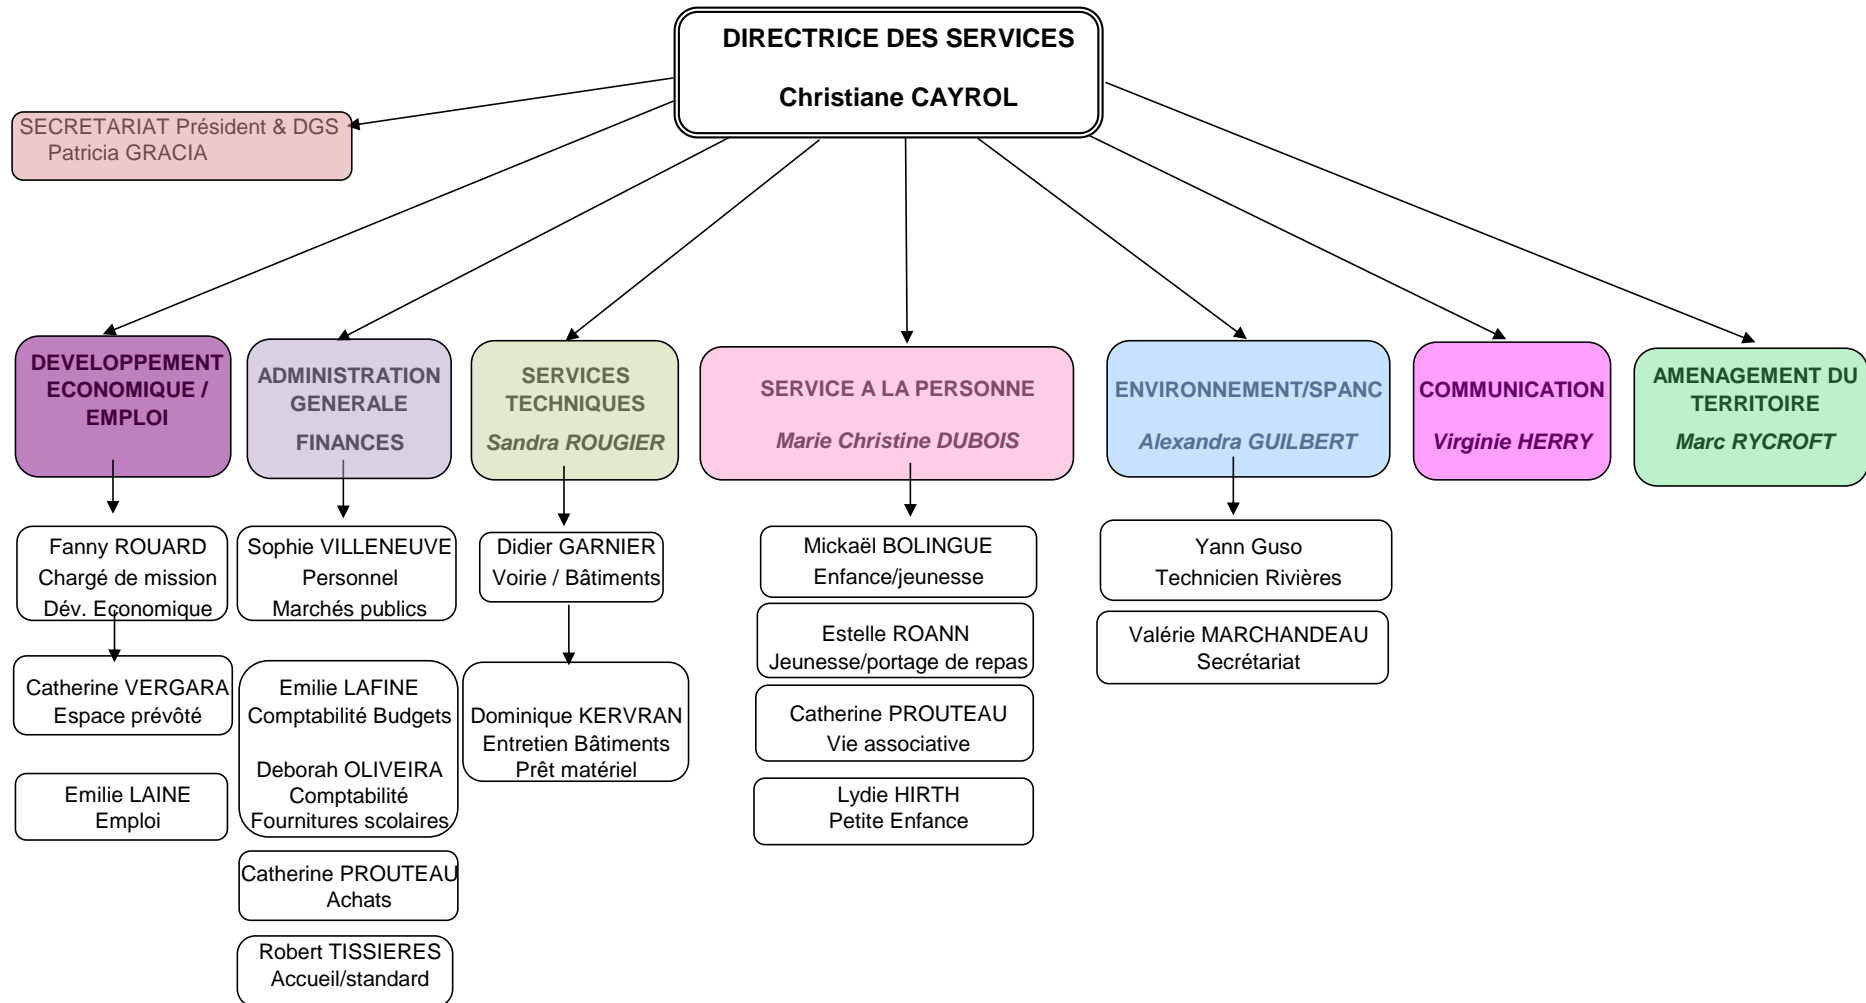 DIRECTRICE DES SERVICES
Christiane CAYROL
SECRETARIAT Président & DGS
Patricia GRACIA
DEVELOPPEMENT
ECONOMIQUE /
EMPLOI
Fanny ROUARD
Chargé de mission
Dév. Economique
Catherine VERGARA
Espace prévôté
Emilie LAINE
Emploi
ADMINISTRATION
GENERALE
FINANCES
Sophie VILLENEUVE
Personnel
Marchés publics
Emilie LAFINE
Comptabilité Budgets
Deborah OLIVEIRA
Comptabilité
Fournitures scolaires
Catherine PROUTEAU
Achats
Robert TISSIERES
Accueil/standard
SERVICES
TECHNIQUES
Sandra ROUGIER
Didier GARNIER
Voirie / Bâtiments
Dominique KERVRAN
Entretien Bâtiments
Prêt matériel
SERVICE A LA PERSONNE
Marie Christine DUBOIS
Mickaël BOLINGUE
Enfance/jeunesse
Estelle ROANN
Jeunesse/portage de repas
Catherine PROUTEAU
Vie associative
Lydie HIRTH
Petite Enfance
ENVIRONNEMENT/SPANC
Alexandra GUILBERT
Yann Guso
Technicien Rivières
Valérie MARCHANDEAU
Secrétariat
COMMUNICATION
Virginie HERRY
AMENAGEMENT DU
TERRITOIRE
Marc RYCROFT